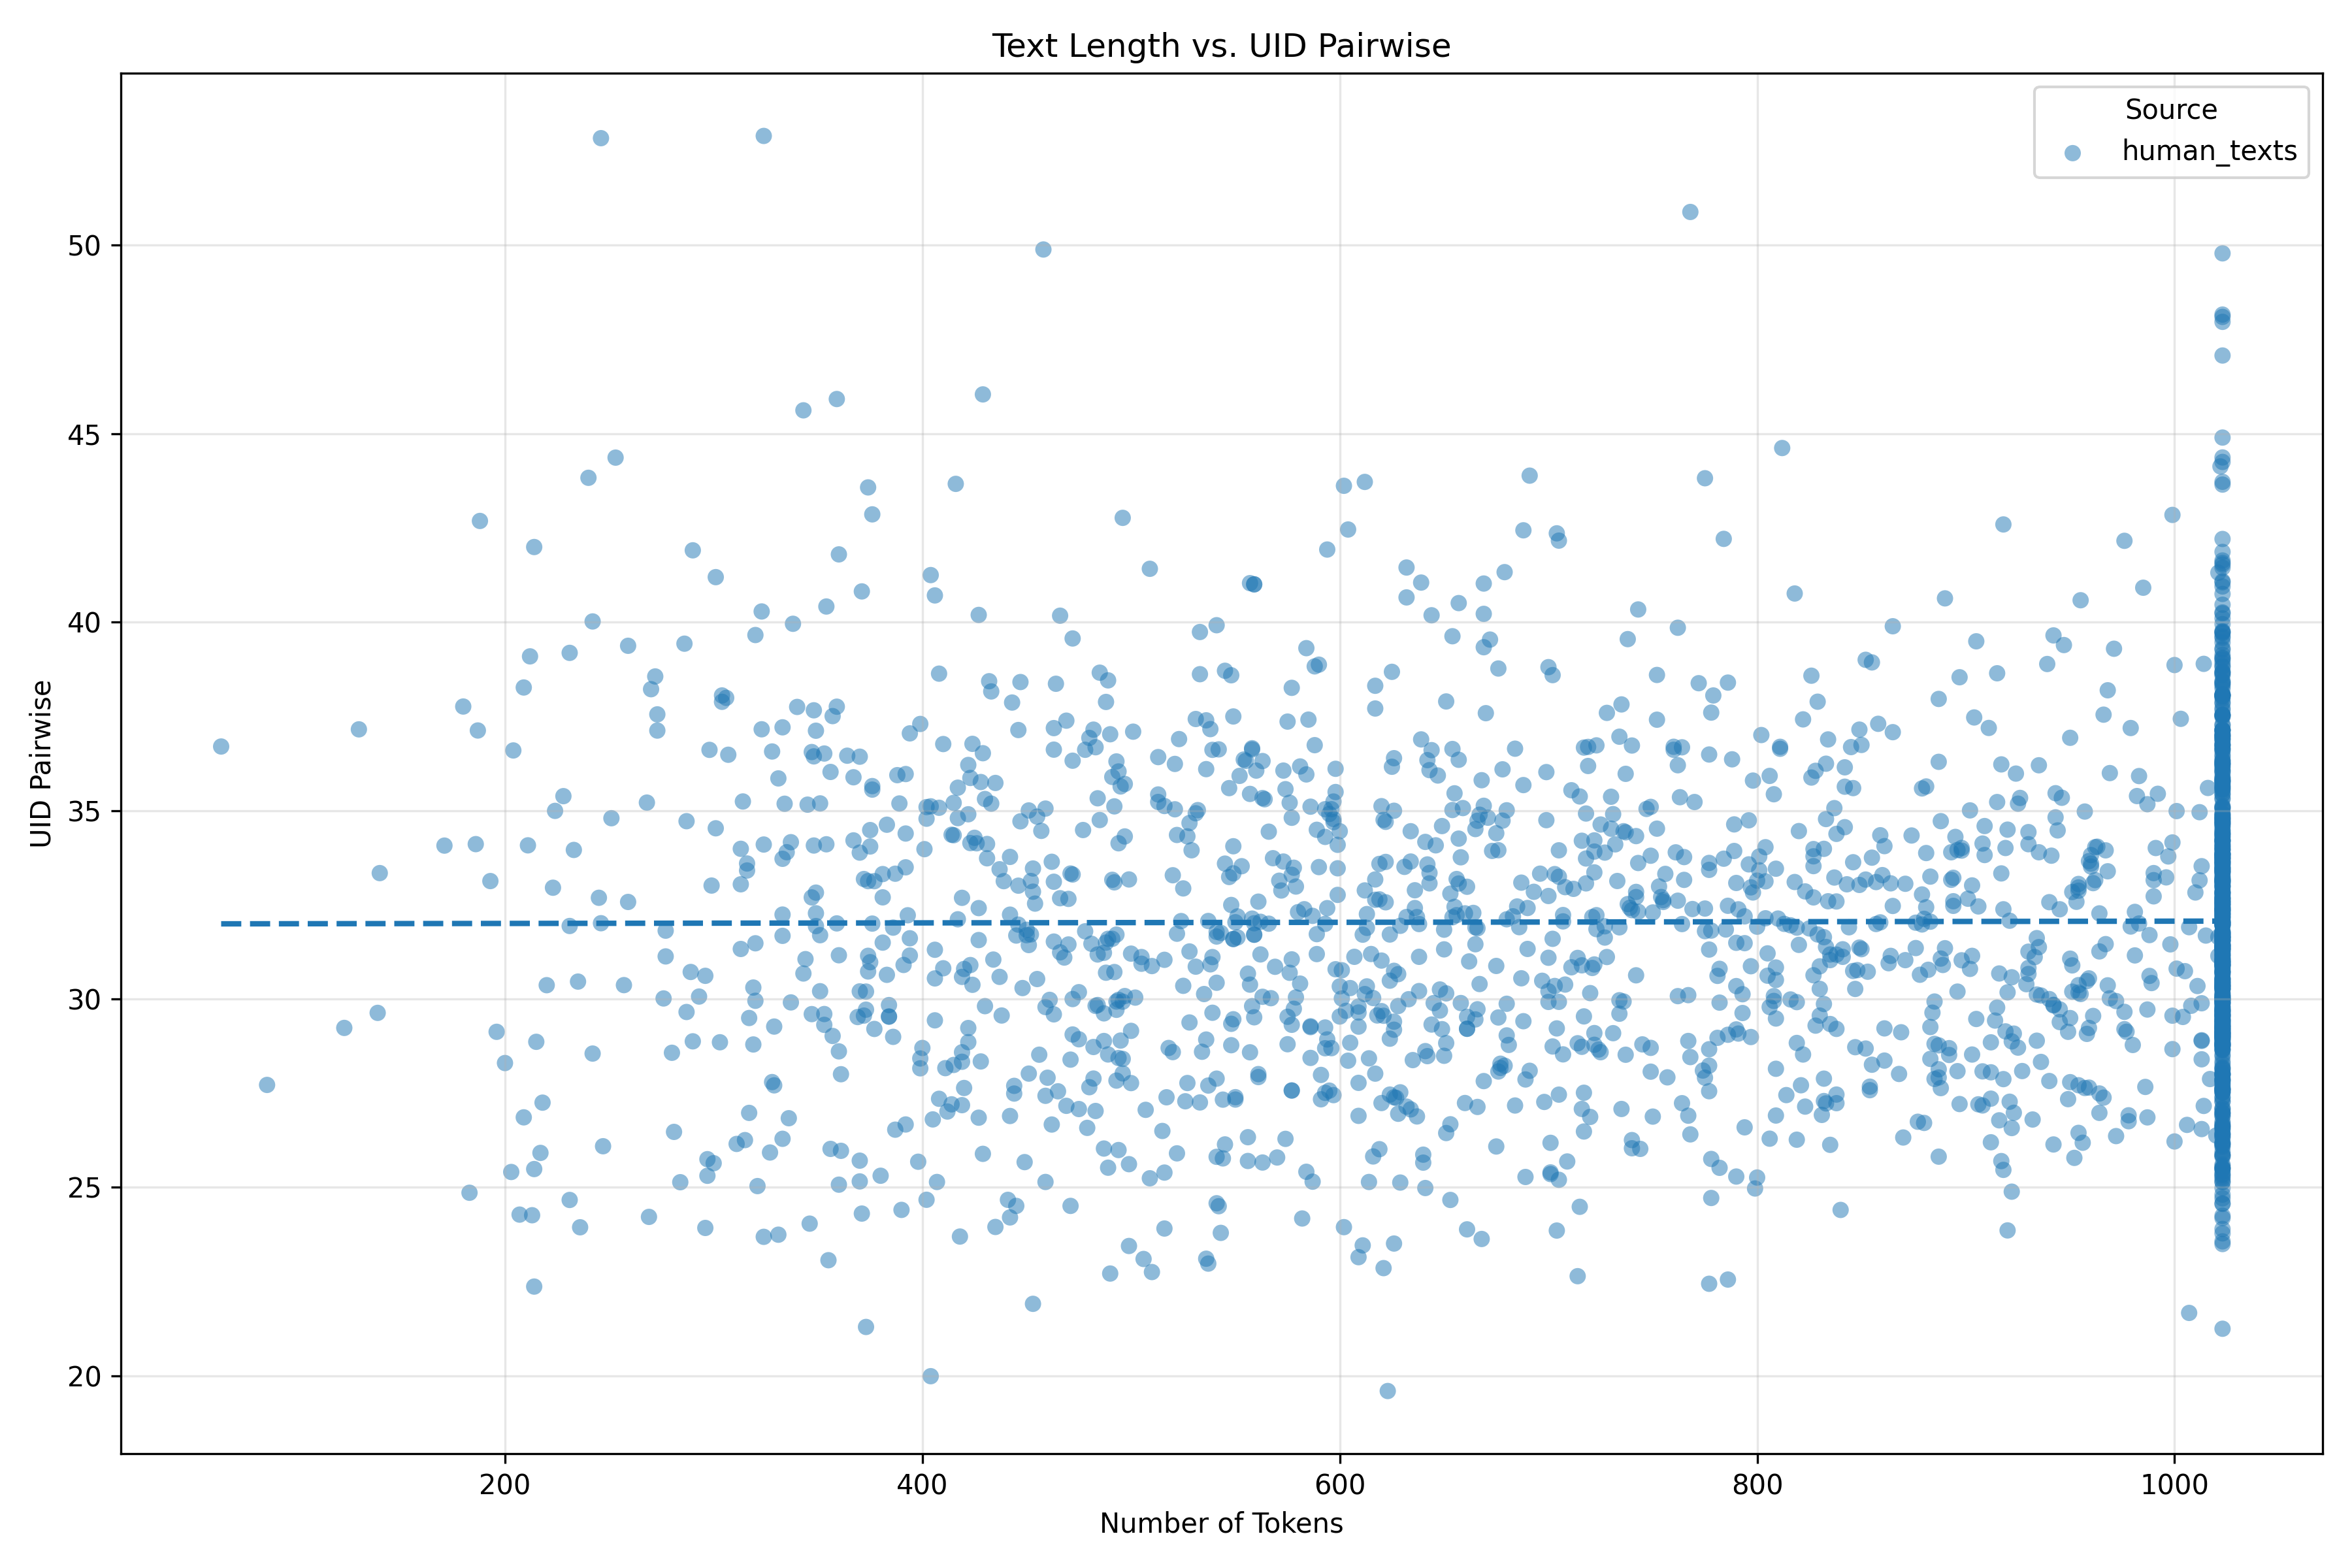 Text Length vs. UID Pairwise
Source
human_texts
UID Pairwise
50
45
40
35
30
25
20
200
400
600
800
1000
Number of Tokens